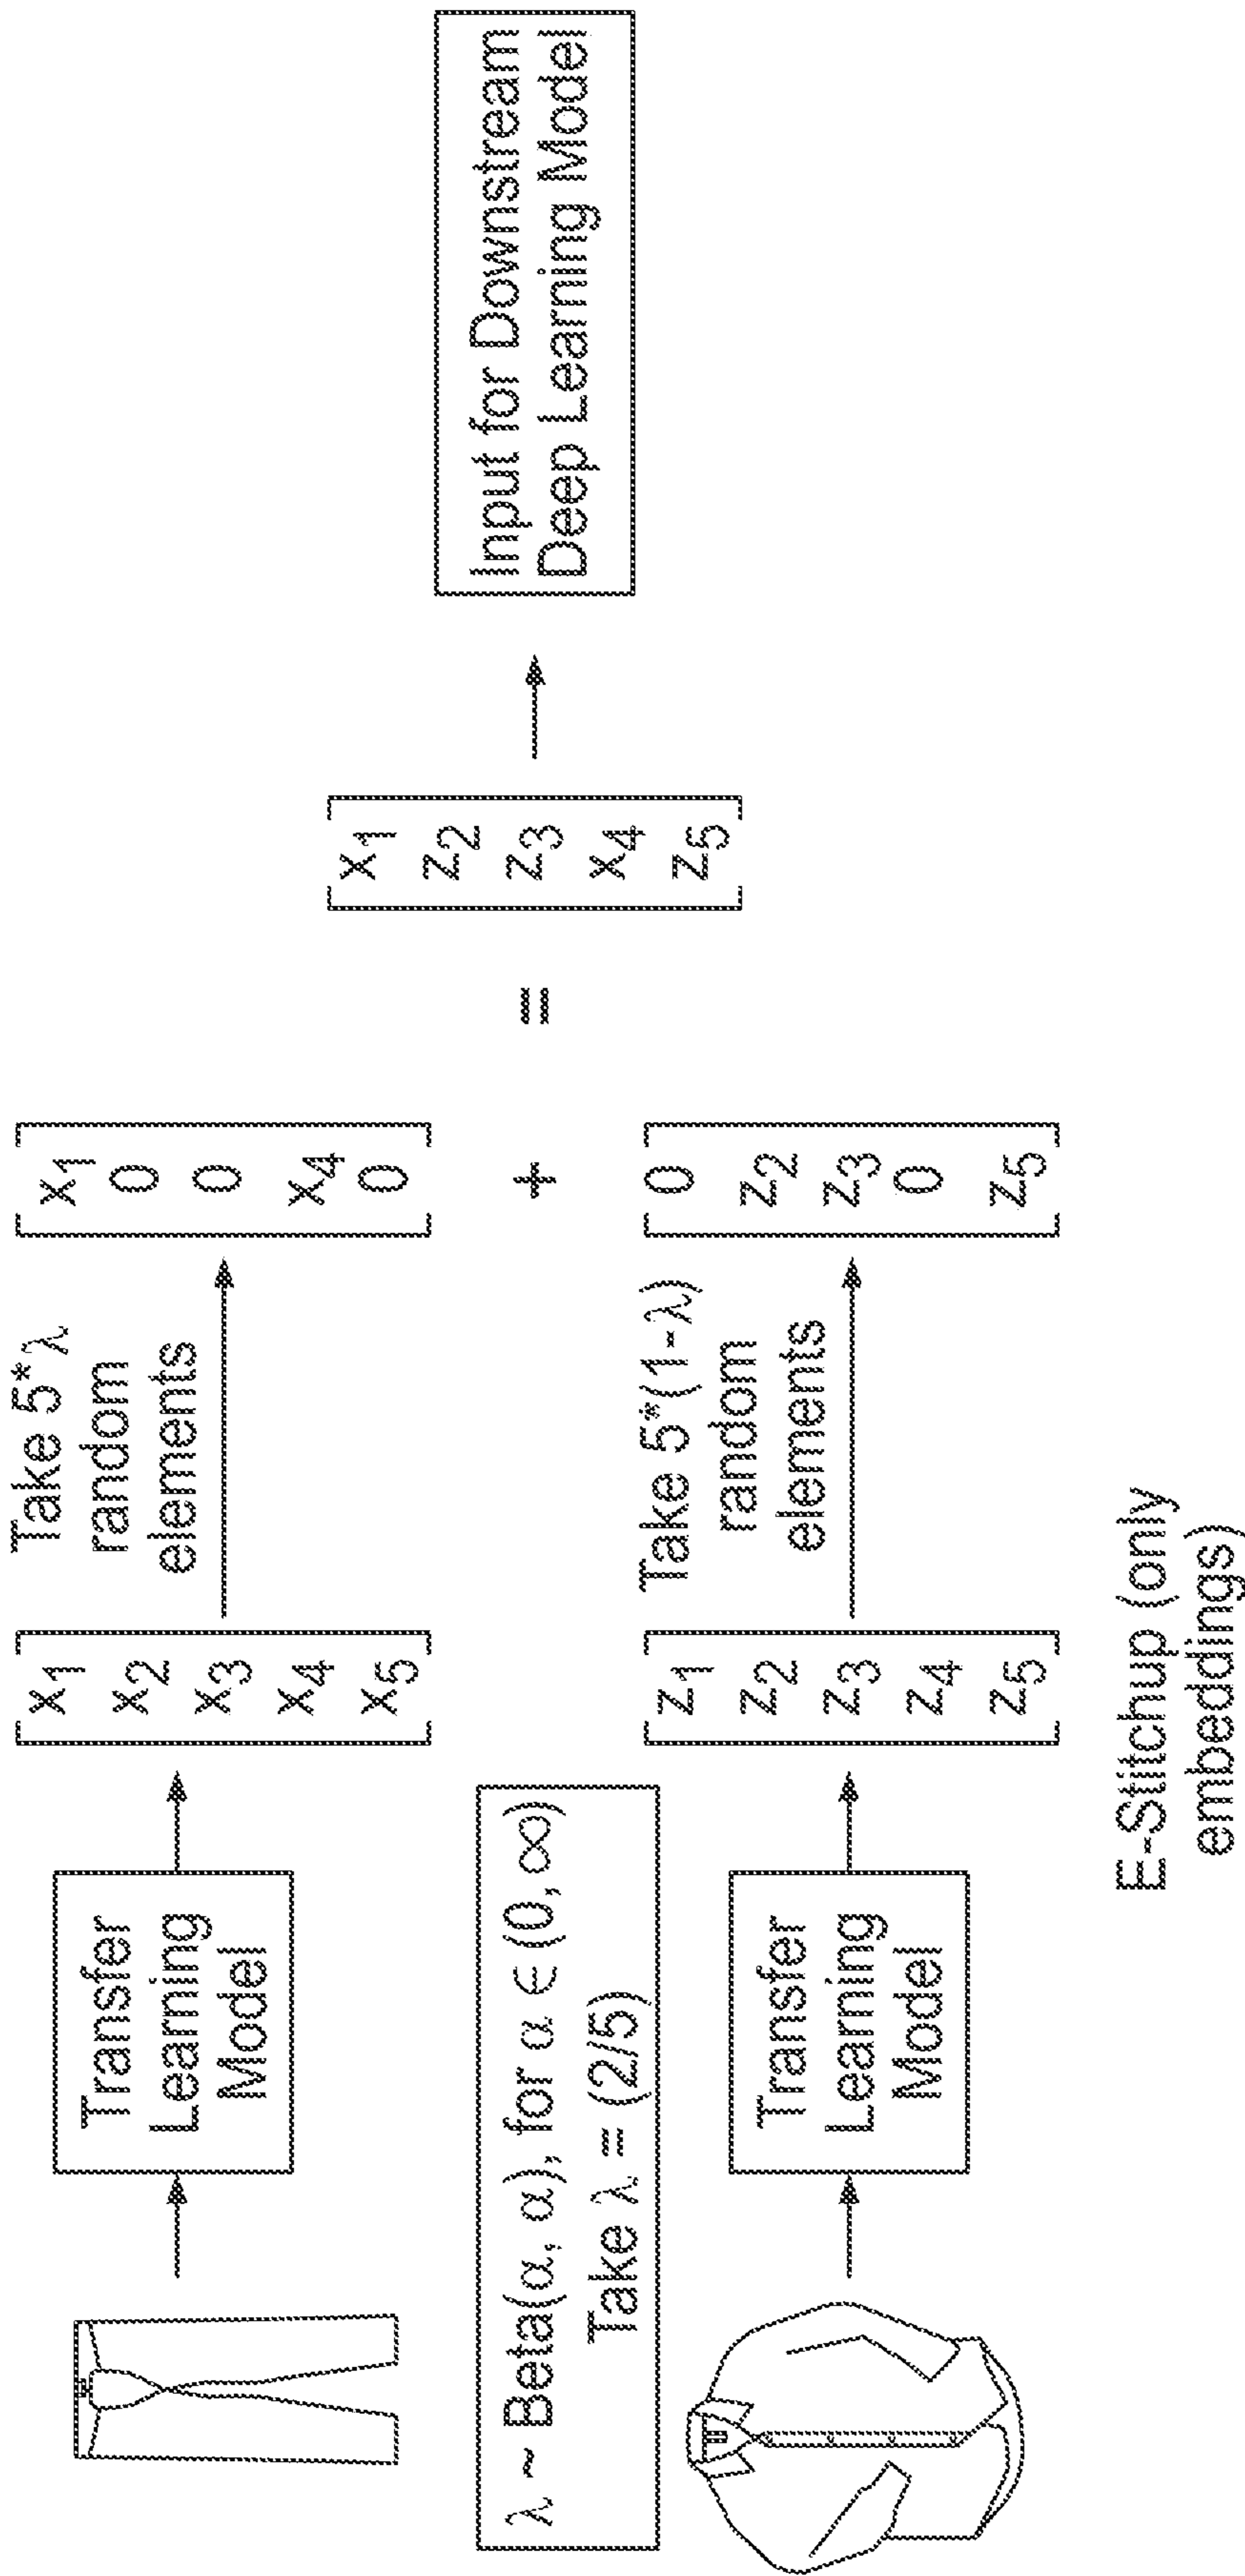 Transfer
Learning
Model
x1
x2
x3
x4
x5
Take 5*λ
random
elements
x1
0
0
x4
0
λ ~ Beta(α, α), for α ∈ (0, ∞)
Take λ = (2/5)
+
=
x1
z2
z3
x4
z5
Input for Downstream
Deep Learning Model
Transfer
Learning
Model
z1
z2
z3
z4
z5
Take 5*(1-λ)
random
elements
0
z2
z3
0
z5
E-Stitchup (only
embeddings)